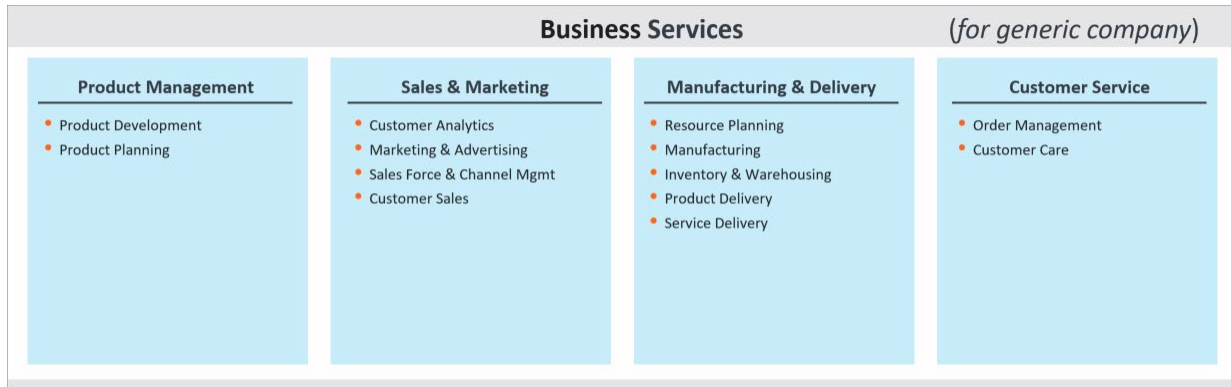 Business Services (for generic company)
Product Management
• Product Development
• Product Planning
Sales & Marketing
• Customer Analytics
• Marketing & Advertising
• Sales Force & Channel Mgmt
• Customer Sales
Manufacturing & Delivery
• Resource Planning
• Manufacturing
• Inventory & Warehousing
• Product Delivery
• Service Delivery
Customer Service
• Order Management
• Customer Care